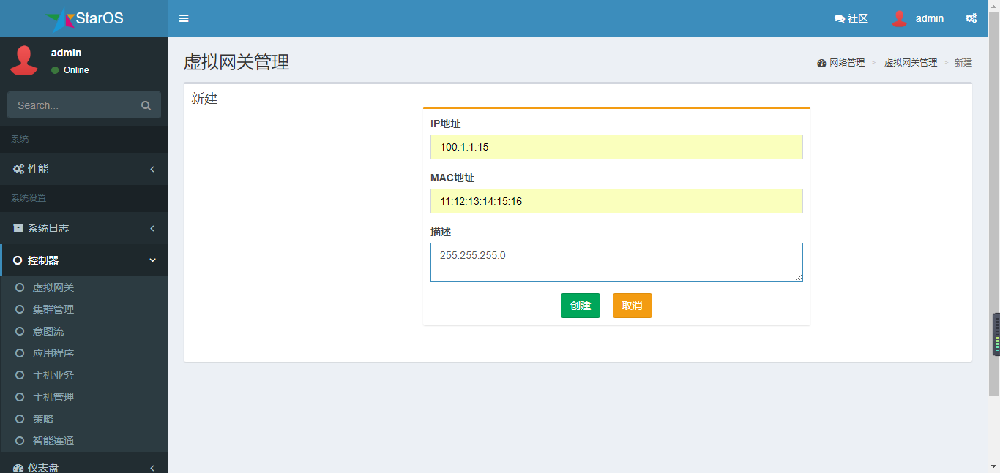 StarOS
社区
admin
admin
Online
Search...
系统
性能
系统设置
系统日志
控制器
虚拟网关
集群管理
意图流
应用程序
主机业务
主机管理
策略
智能连通
仪表盘
虚拟网关管理
网络管理 > 虚拟网关管理 > 新建
新建
IP地址
100.1.1.15
MAC地址
11:12:13:14:15:16
描述
255.255.255.0
创建 取消